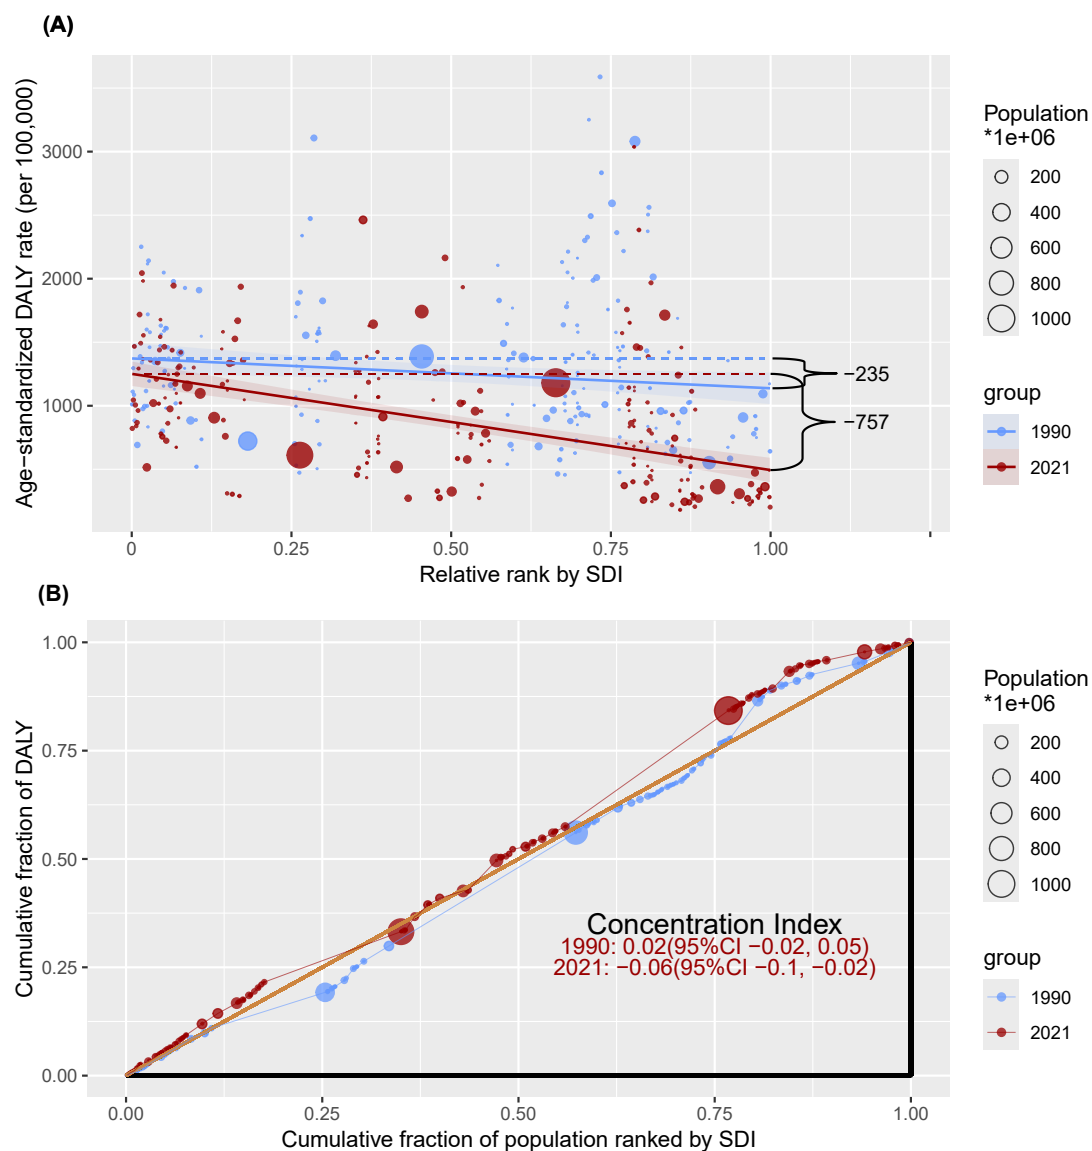 (A)
Age−standardized DALY rate (per 100,000)
3000
2000
1000
−235
−757
0
0.25
0.50
0.75
1.00
Relative rank by SDI
Population
*1e+06
200
400
600
800
1000
group
1990
2021
(B)
Cumulative fraction of DALY
1.00
0.75
0.50
0.25
0.00
Concentration Index
1990: 0.02(95%CI −0.02, 0.05)
2021: −0.06(95%CI −0.1, −0.02)
0.00
0.25
0.50
0.75
1.00
Cumulative fraction of population ranked by SDI
Population
*1e+06
200
400
600
800
1000
group
1990
2021